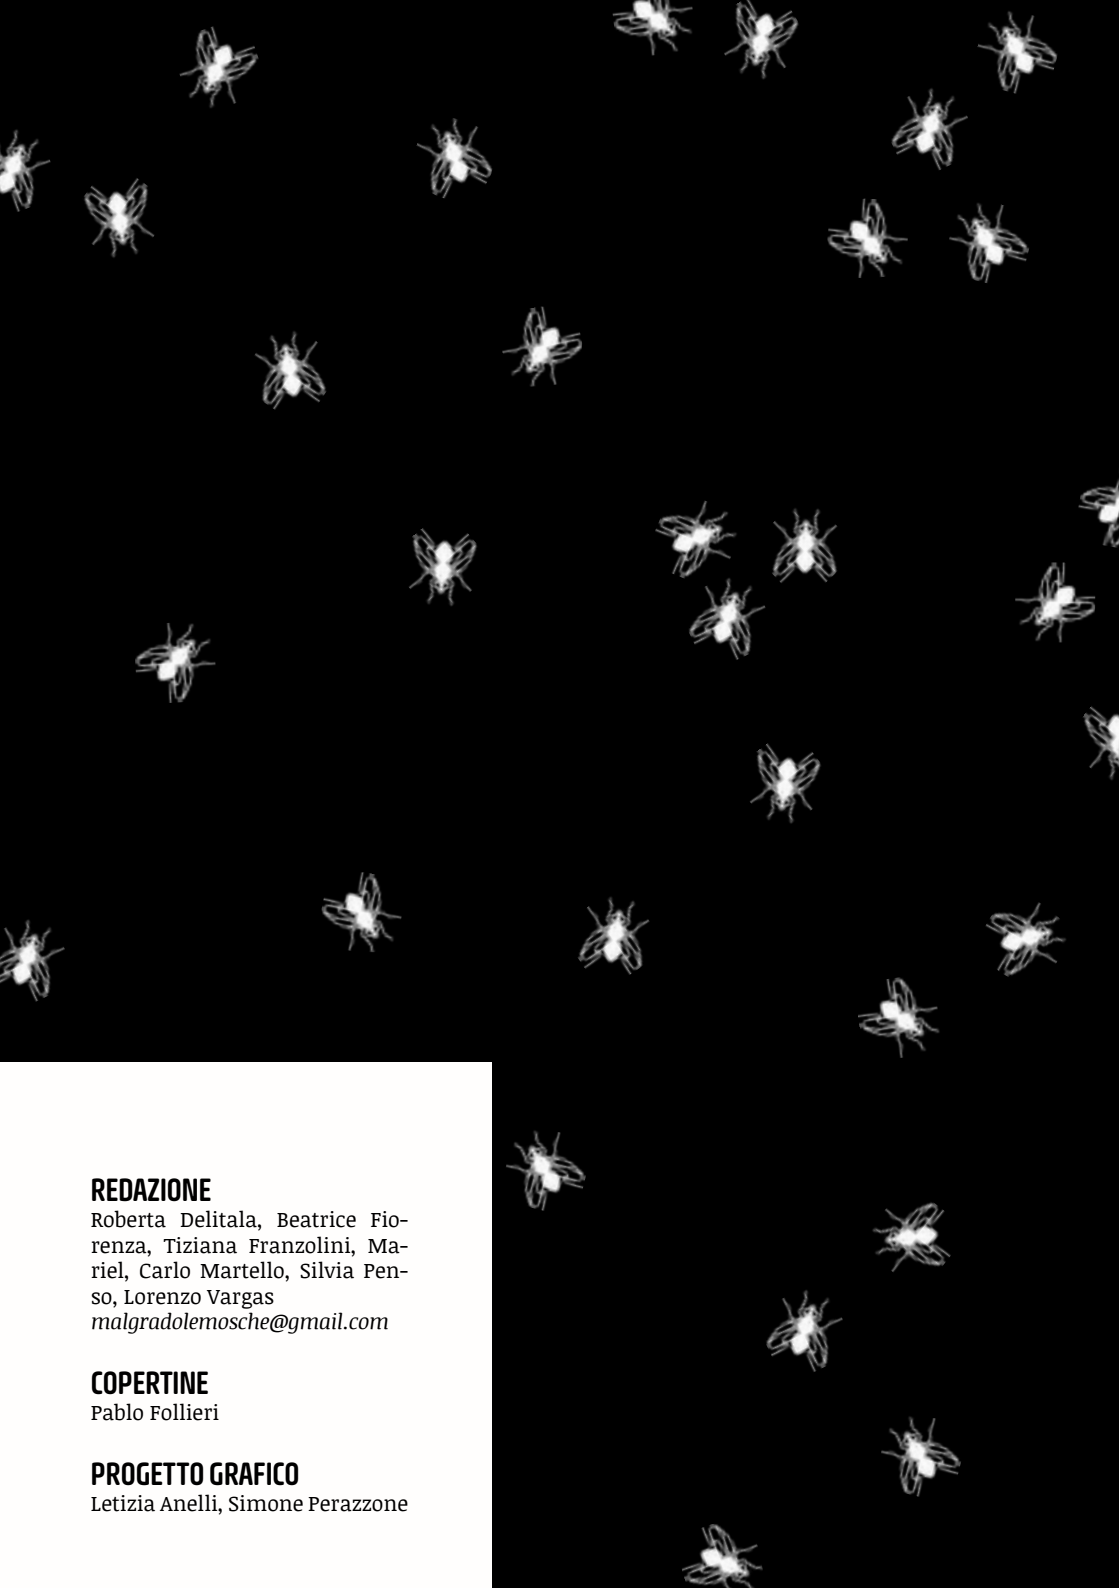 REDAZIONE
Roberta Delitala, Beatrice Fio-
renza, Tiziana Franzolini, Ma-
riel, Carlo Martello, Silvia Pen-
so, Lorenzo Vargas
malgradolemosche@gmail.com
COPERTINE
Pablo Follieri
PROGETTO GRAFICO
Letizia Anelli, Simone Perazzone